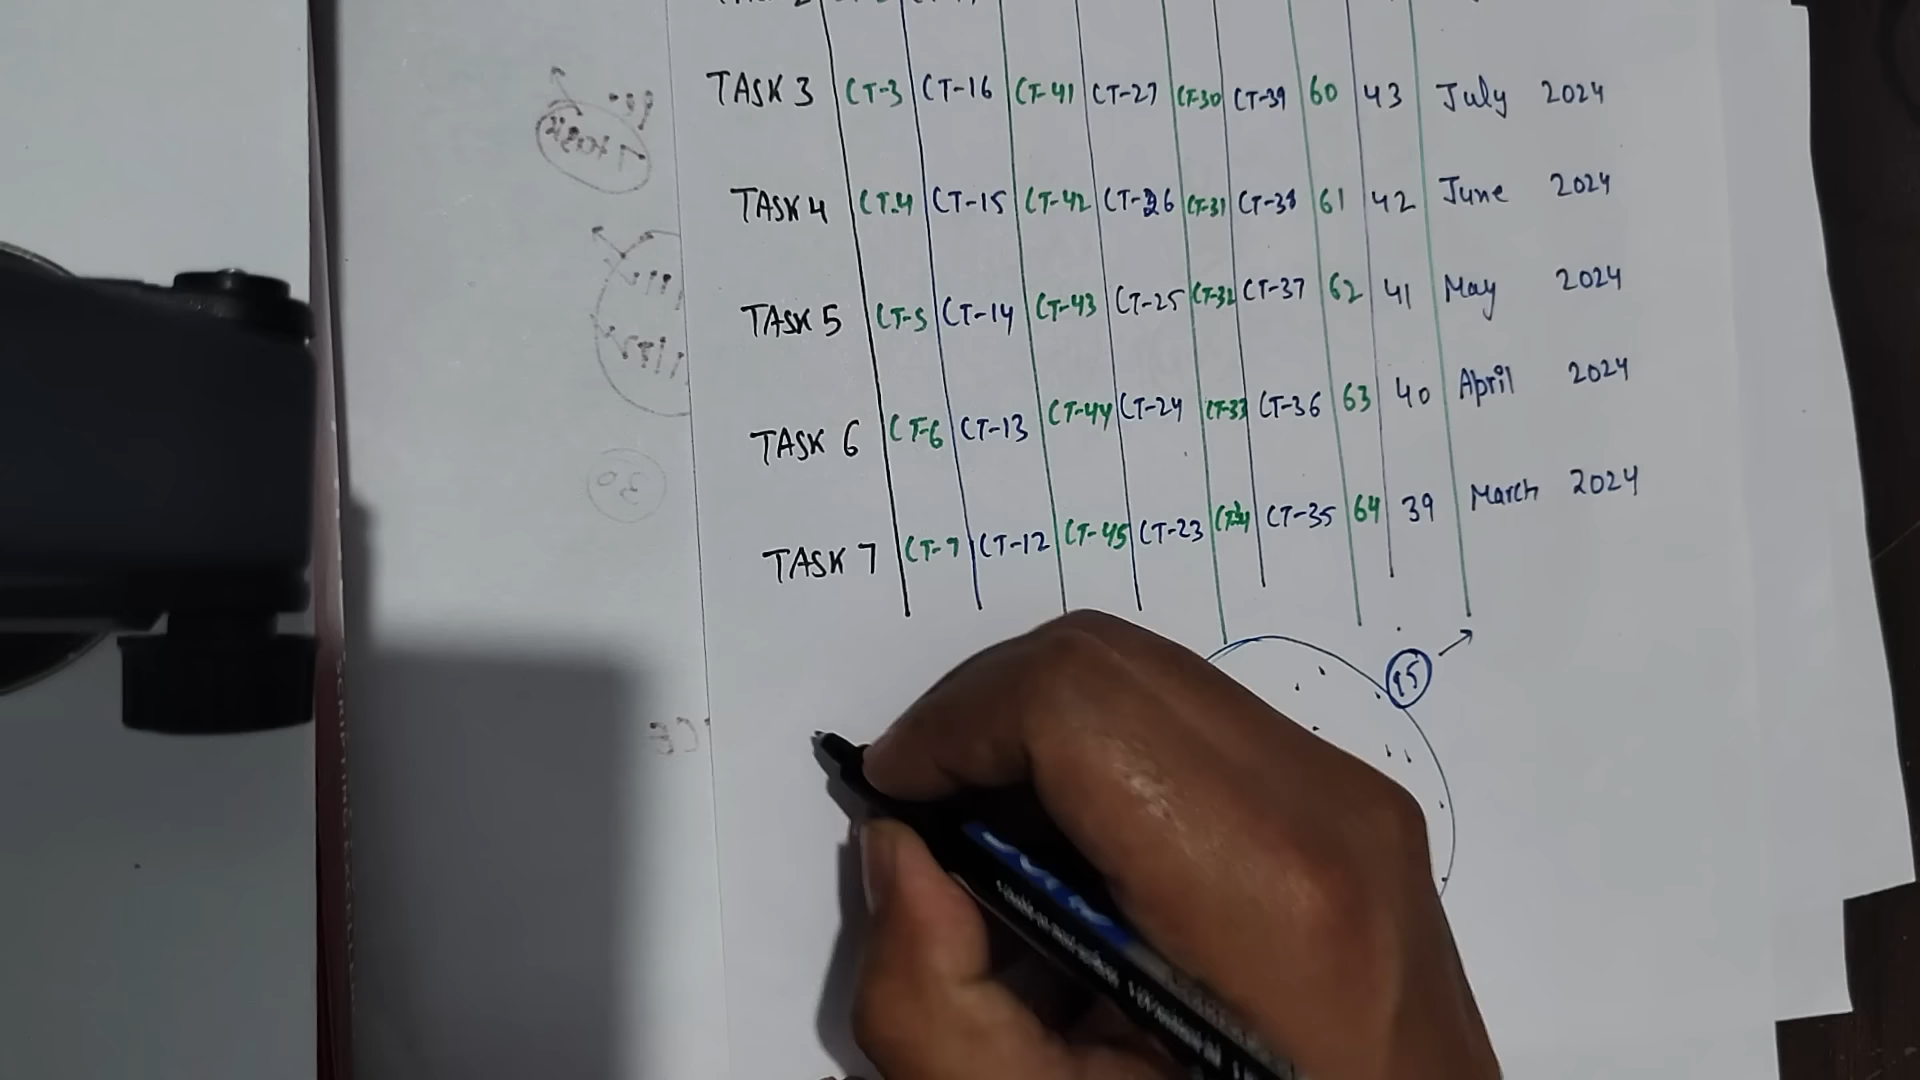 TASK 3 CT-3 CT-16 CT-41 CT-27 CT-30 CT-39 60 43 July 2024
TASK 4 CT-4 CT-15 CT-42 CT-26 CT-31 CT-38 61 42 June 2024
TASK 5 CT-5 CT-14 CT-43 CT-25 CT-32 CT-37 62 41 May 2024
TASK 6 CT-6 CT-13 CT-44 CT-24 CT-33 CT-36 63 40 April 2024
TASK 7 CT-7 CT-12 CT-45 CT-23 CT-34 CT-35 64 39 March 2024
95
30